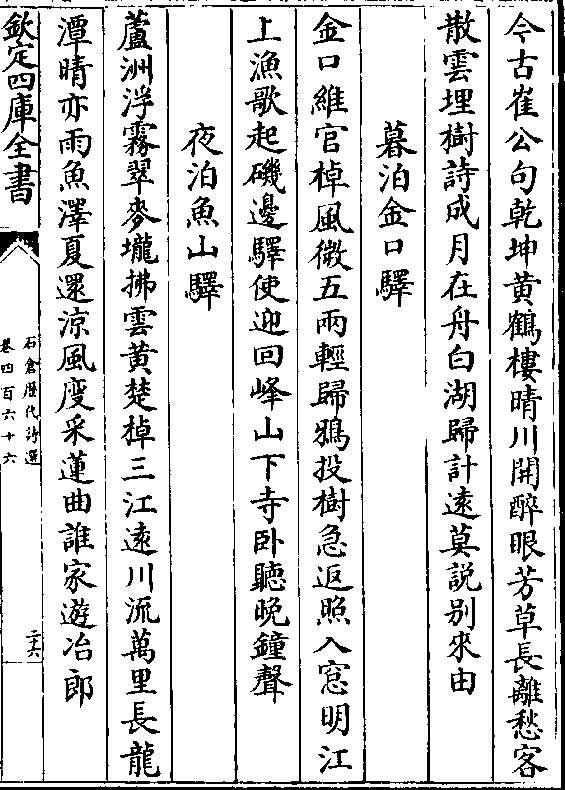 今古崔公句乾坤黄鶴樓晴川開醉眼芳草長離愁客
散雲埋樹詩成月在舟白湖歸計遠莫説别來由
暮泊金口驛
金口維官棹風微五兩輕歸鴉投樹急返照入窓明江
上漁歌起磯邊驛使迎回峰山下寺卧聽晚鐘聲
夜泊魚山驛
蘆洲浮霧翠麥壠拂雲黄楚棹三江遠川流萬里長龍
潭晴亦雨魚澤夏還涼風度采蓮曲誰家遊冶郎
欽定四庫全書
石倉歷代詩選
卷四百六十六
二十六